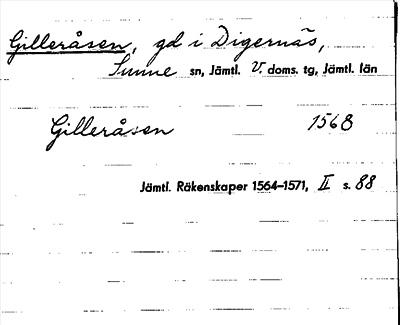 Gilleråsen, gd i Digernäs,
Sunne sn, Jämtl. V. doms. tg, Jämtl. län
Gilleråsen 1568
Jämtl. Räkenskaper 1564–1571, II s. 88